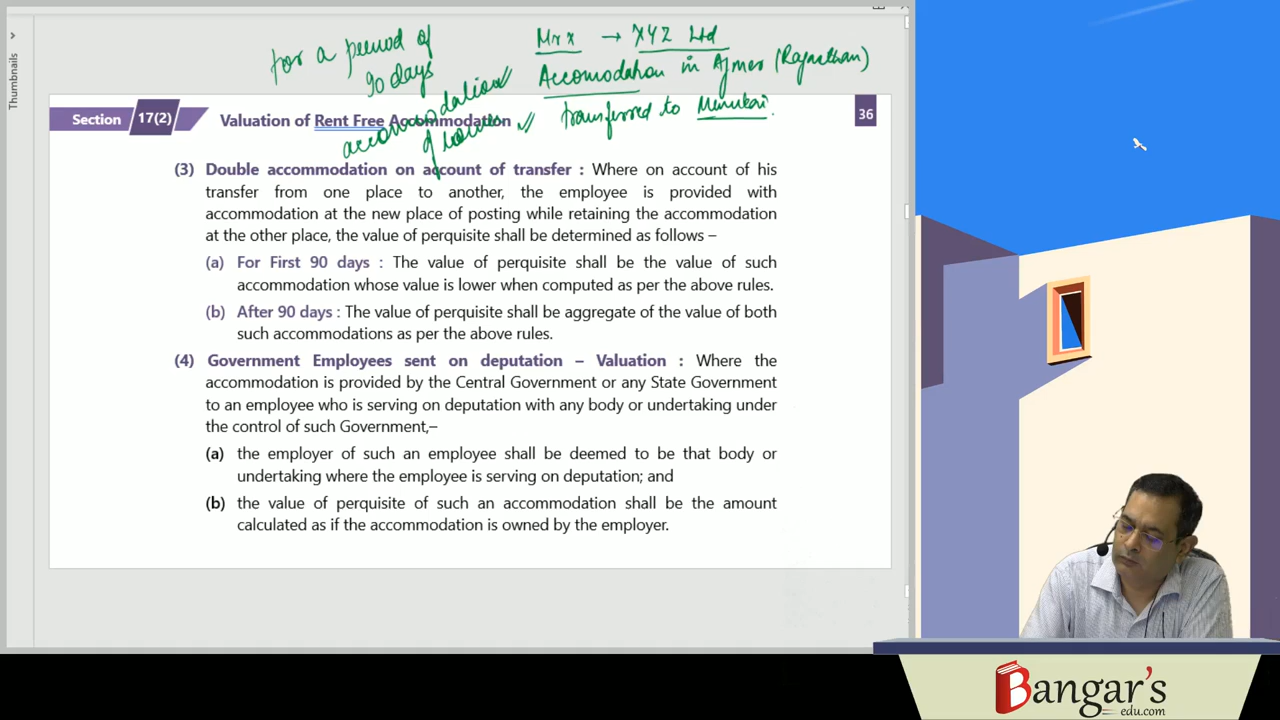 Thumbnails
for a period of
90 days
accomodation
accomodation
of lower
Mr X → XYZ Ltd
Accomodation in Ajmer (Rajasthan)
transferred to Mumbai.
Section 17(2) Valuation of Rent Free Accommodation 36
(3) Double accommodation on account of transfer : Where on account of his
transfer from one place to another, the employee is provided with
accommodation at the new place of posting while retaining the accommodation
at the other place, the value of perquisite shall be determined as follows –
(a) For First 90 days : The value of perquisite shall be the value of such
accommodation whose value is lower when computed as per the above rules.
(b) After 90 days : The value of perquisite shall be aggregate of the value of both
such accommodations as per the above rules.
(4) Government Employees sent on deputation – Valuation : Where the
accommodation is provided by the Central Government or any State Government
to an employee who is serving on deputation with any body or undertaking under
the control of such Government,–
(a) the employer of such an employee shall be deemed to be that body or
undertaking where the employee is serving on deputation; and
(b) the value of perquisite of such an accommodation shall be the amount
calculated as if the accommodation is owned by the employer.
Bangar's
edu.com